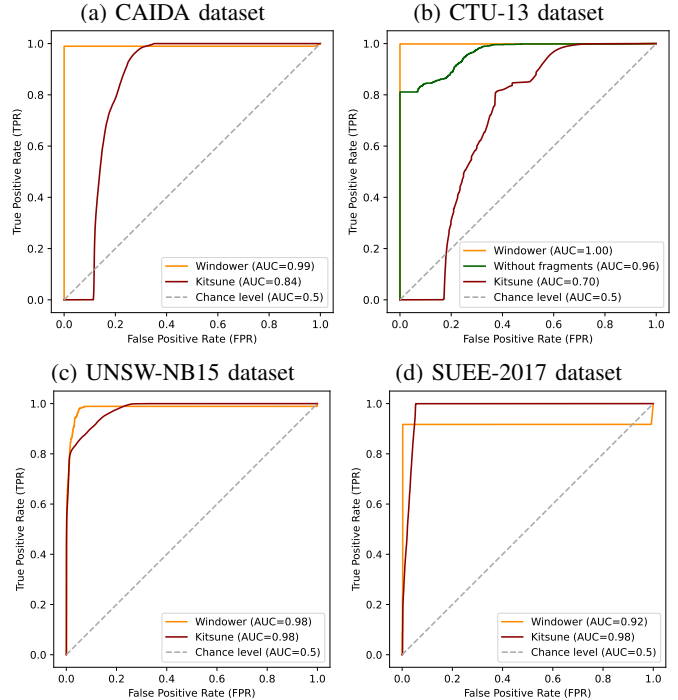 (a) CAIDA dataset
1.0
0.8
0.6
0.4
0.2
0.0
True Positive Rate (TPR)
Windower (AUC=0.99)
Kitsune (AUC=0.84)
Chance level (AUC=0.5)
0.0 0.2 0.4 0.6 0.8 1.0
False Positive Rate (FPR)
(b) CTU-13 dataset
1.0
0.8
0.6
0.4
0.2
0.0
True Positive Rate (TPR)
Windower (AUC=1.00)
Without fragments (AUC=0.96)
Kitsune (AUC=0.70)
Chance level (AUC=0.5)
0.0 0.2 0.4 0.6 0.8 1.0
False Positive Rate (FPR)
(c) UNSW-NB15 dataset
1.0
0.8
0.6
0.4
0.2
0.0
True Positive Rate (TPR)
Windower (AUC=0.98)
Kitsune (AUC=0.98)
Chance level (AUC=0.5)
0.0 0.2 0.4 0.6 0.8 1.0
False Positive Rate (FPR)
(d) SUEE-2017 dataset
1.0
0.8
0.6
0.4
0.2
0.0
True Positive Rate (TPR)
Windower (AUC=0.92)
Kitsune (AUC=0.98)
Chance level (AUC=0.5)
0.0 0.2 0.4 0.6 0.8 1.0
False Positive Rate (FPR)